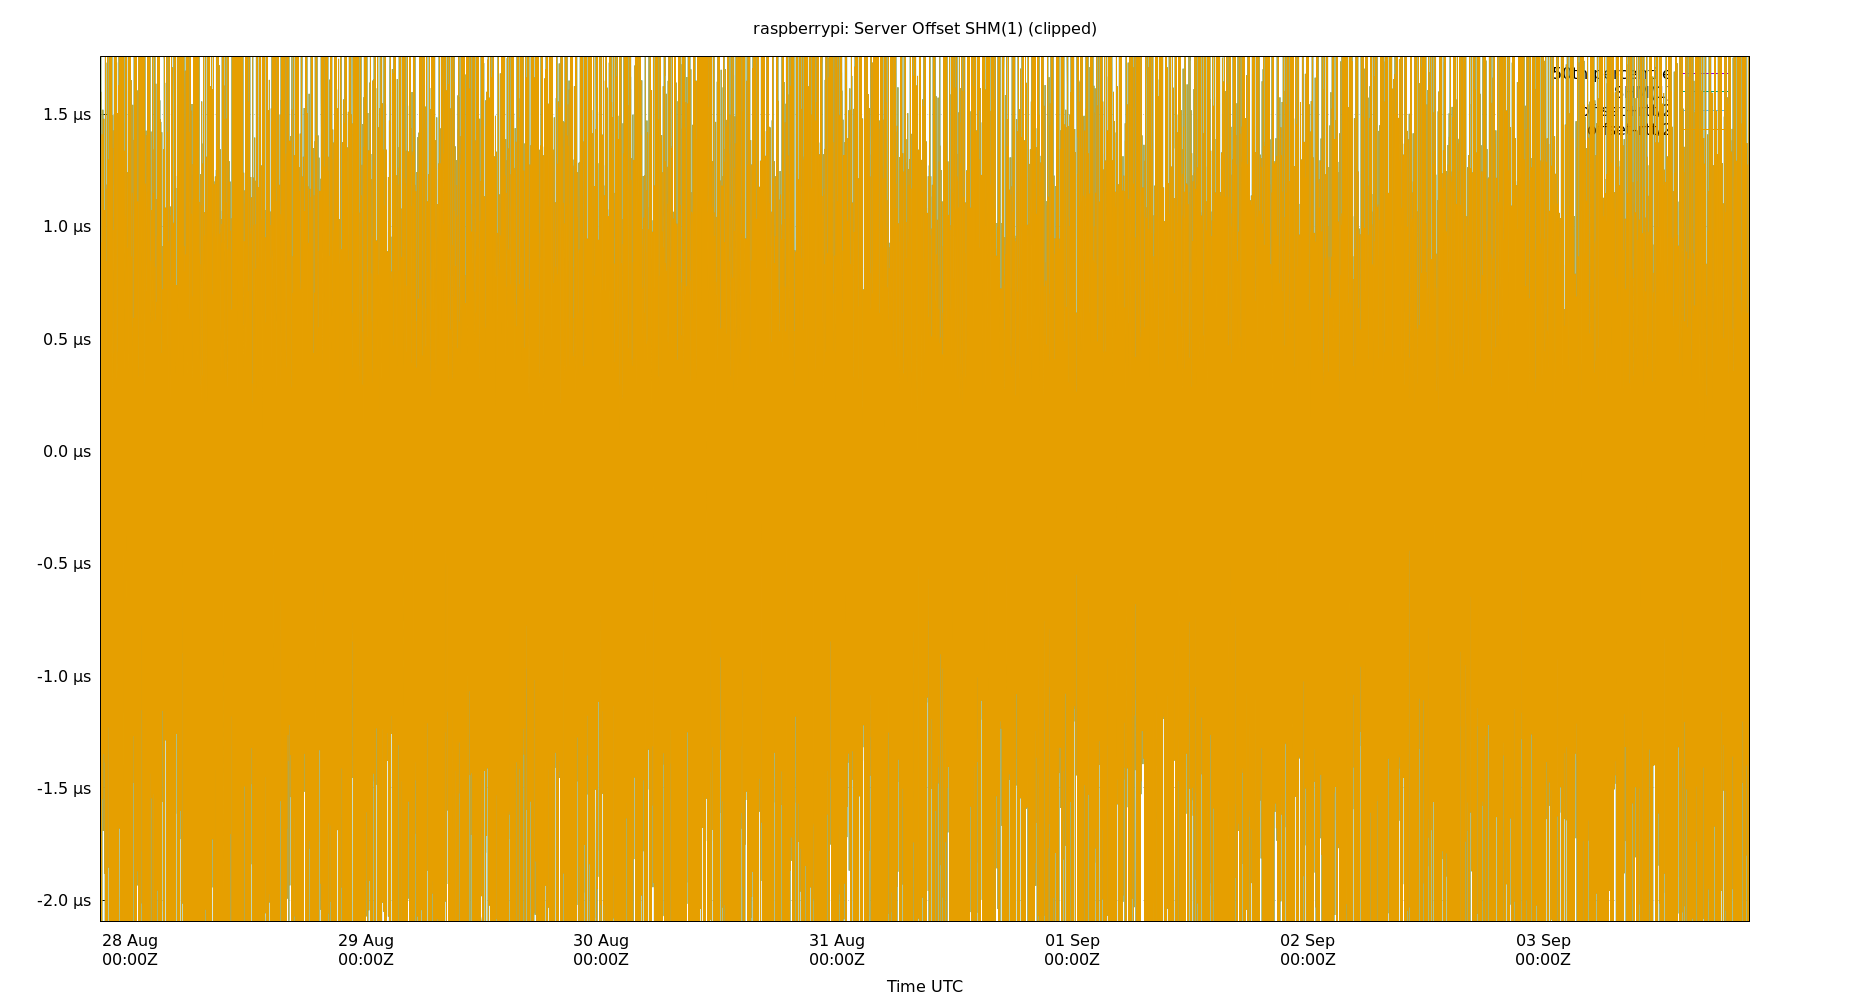 raspberrypi: Server Offset SHM(1) (clipped)
50th percentile
1.5 µs
1.0 µs
0.5 µs
0.0 µs
-0.5 µs
-1.0 µs
-1.5 µs
-2.0 µs
28 Aug
00:00Z
29 Aug
00:00Z
30 Aug
00:00Z
31 Aug
00:00Z
01 Sep
00:00Z
02 Sep
00:00Z
03 Sep
00:00Z
Time UTC